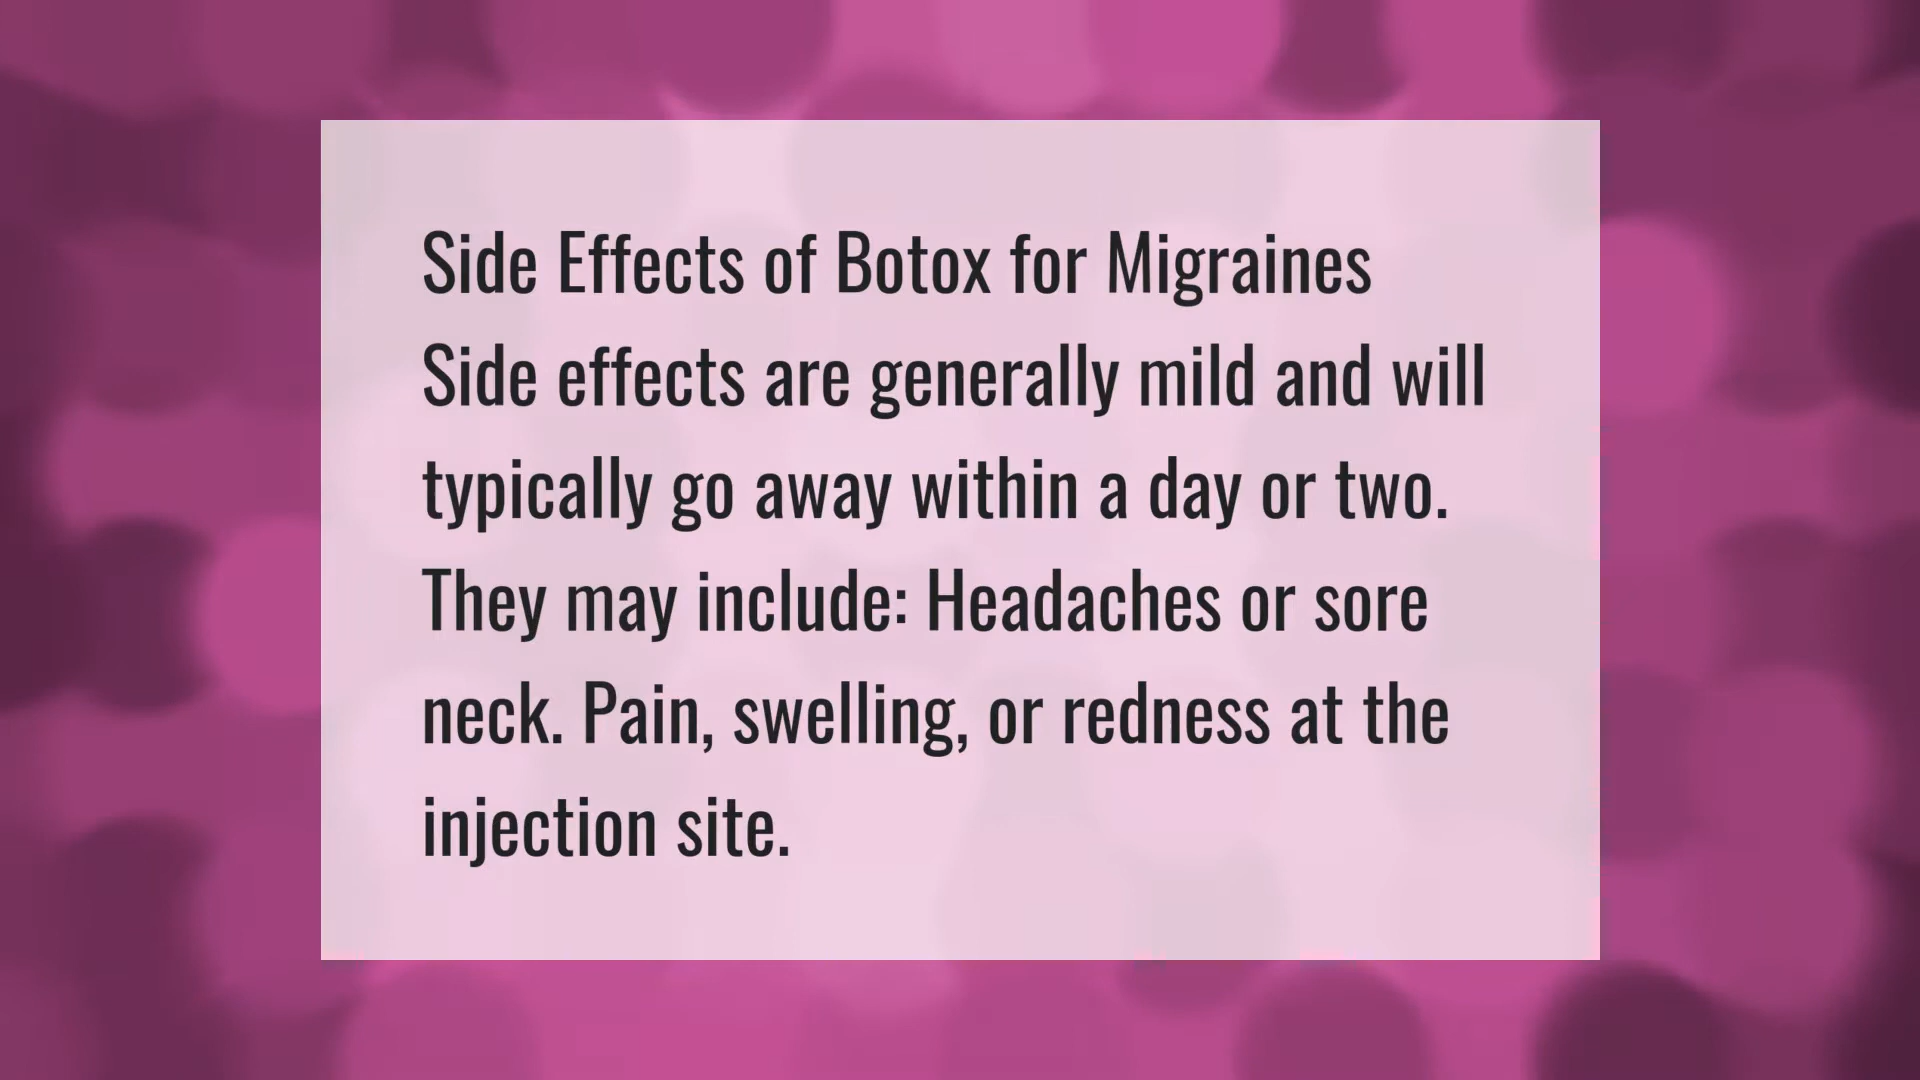 Side Effects of Botox for Migraines
Side effects are generally mild and will
typically go away within a day or two.
They may include: Headaches or sore
neck. Pain, swelling, or redness at the
injection site.